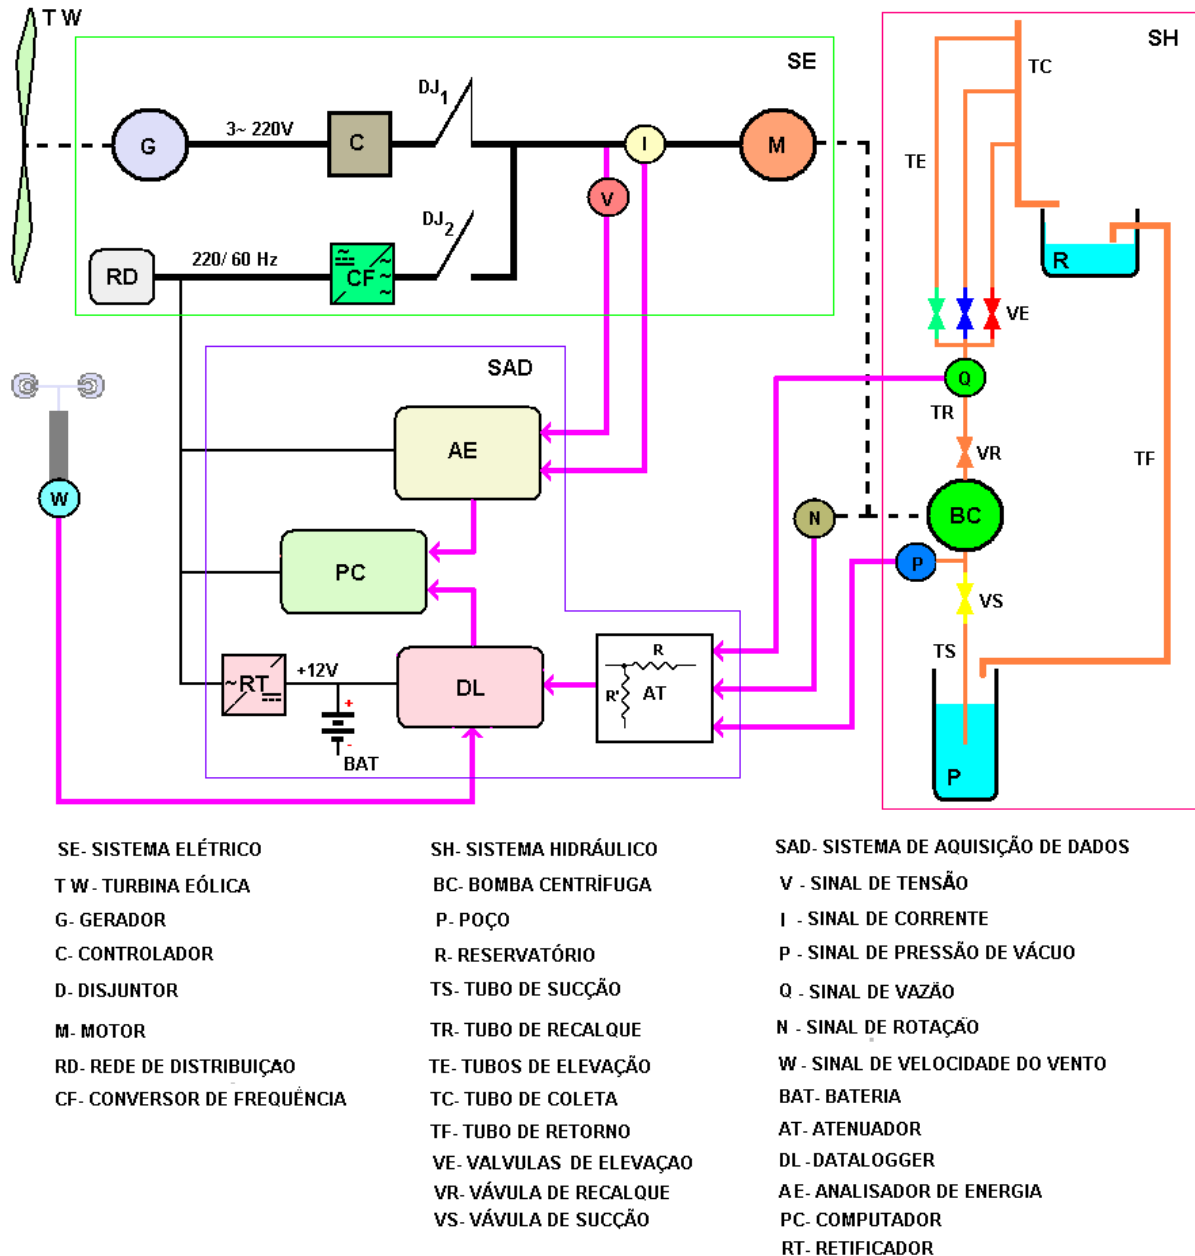 T W
SE
SH
DJ1
3~ 220V
G
C
I
M
TC
TE
V
DJ2
220/ 60 Hz
RD
CF
R
VE
SAD
Q
TR
AE
VR
TF
W
N
BC
PC
P
VS
R
TS
+12V
~RT
DL
R'
AT
+
-
BAT
P
SE- SISTEMA ELÉTRICO
T W - TURBINA EÓLICA
G- GERADOR
C- CONTROLADOR
D- DISJUNTOR
M- MOTOR
RD- REDE DE DISTRIBUIÇAO
CF- CONVERSOR DE FREQUÊNCIA
SH- SISTEMA HIDRÁULICO
BC- BOMBA CENTRÍFUGA
P- POÇO
R- RESERVATÓRIO
TS- TUBO DE SUCÇÃO
TR- TUBO DE RECALQUE
TE- TUBOS DE ELEVAÇÃO
TC- TUBO DE COLETA
TF- TUBO DE RETORNO
VE- VALVULAS DE ELEVAÇAO
VR- VÁVULA DE RECALQUE
VS- VÁVULA DE SUCÇÃO
SAD- SISTEMA DE AQUISIÇÃO DE DADOS
V - SINAL DE TENSÃO
I - SINAL DE CORRENTE
P - SINAL DE PRESSÃO DE VÁCUO
Q - SINAL DE VAZÃO
N - SINAL DE ROTAÇÃO
W - SINAL DE VELOCIDADE DO VENTO
BAT- BATERIA
AT- ATENUADOR
DL - DATALOGGER
AE- ANALISADOR DE ENERGIA
PC- COMPUTADOR
RT- RETIFICADOR